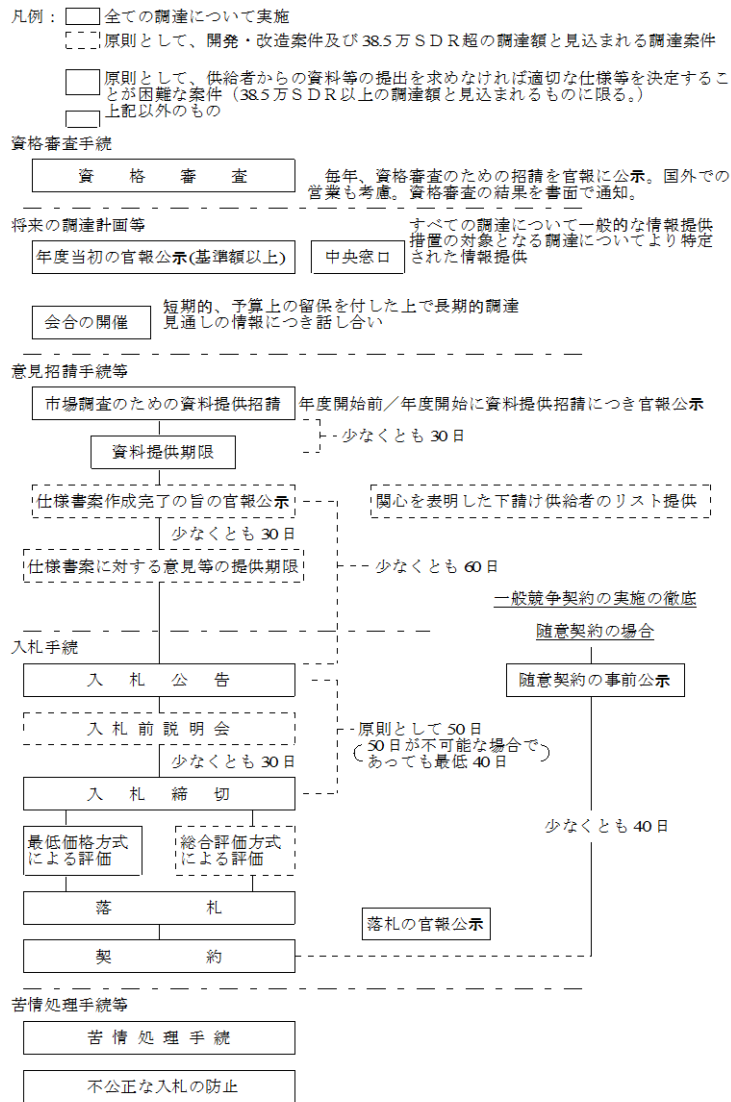 凡例：　全ての調達について実施
原則として、開発・改造案件及び38.5万ＳＤＲ超の調達額と見込まれる調達案件
原則として、供給者からの資料等の提出を求めなければ適切な仕様等を決定するこ
とが困難な案件（38.5万ＳＤＲ以上の調達額と見込まれるものに限る。）
上記以外のもの
資格審査手続
資　格　審　査
毎年、資格審査のための招請を官報に公示。国外での
営業も考慮。資格審査の結果を書面で通知。
将来の調達計画等
年度当初の官報公示(基準額以上)
中央窓口
すべての調達について一般的な情報提供
措置の対象となる調達についてより特定
された情報提供
会合の開催
短期的、予算上の留保を付した上で長期的調達
見通しの情報につき話し合い
意見招請手続等
市場調査のための資料提供招請
年度開始前／年度開始に資料提供招請につき官報公示
少なくとも30日
資料提供期限
仕様書案作成完了の旨の官報公示
関心を表明した下請け供給者のリスト提供
少なくとも30日
仕様書案に対する意見等の提供期限
少なくとも60日
一般競争契約の実施の徹底
随意契約の場合
入札手続
入　札　公　告
随意契約の事前公示
入札前説明会
原則として50日
（50日が不可能な場合で
あっても最低40日）
少なくとも30日
入　札　締　切
少なくとも40日
最低価格方式
による評価
総合評価方式
による評価
落　札
落札の官報公示
契　約
苦情処理手続等
苦情処理手続
不公正な入札の防止